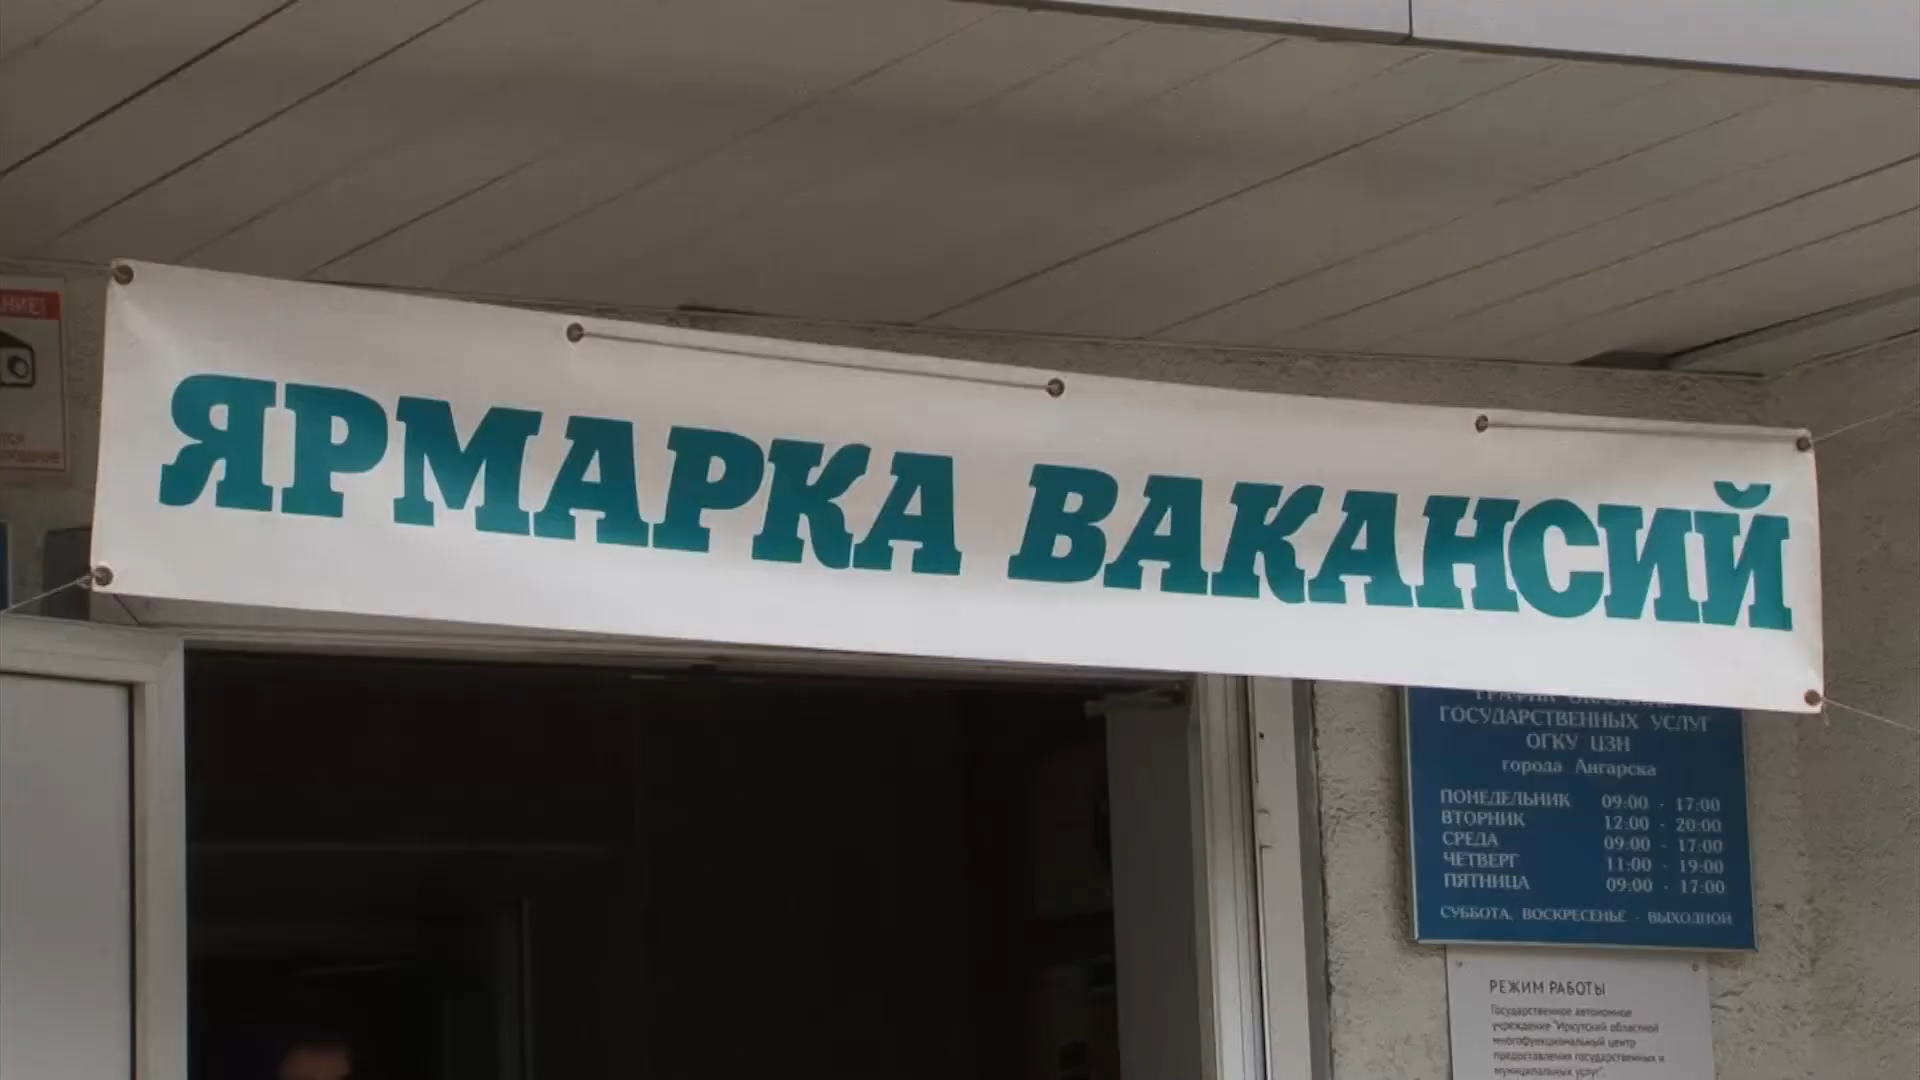 ЯРМАРКА ВАКАНСИЙ
ГОСУДАРСТВЕННЫХ УСЛУГ
ОГКУ ЦЗН
города Ангарска
ПОНЕДЕЛЬНИК 09:00 - 17:00
ВТОРНИК 12:00 - 20:00
СРЕДА 09:00 - 17:00
ЧЕТВЕРГ 11:00 - 19:00
ПЯТНИЦА 09:00 - 17:00
СУББОТА, ВОСКРЕСЕНЬЕ - ВЫХОДНОЙ
РЕЖИМ РАБОТЫ
Государственное автономное
учреждение "Иркутский областной
многофункциональный центр
предоставления государственных и
муниципальных услуг".